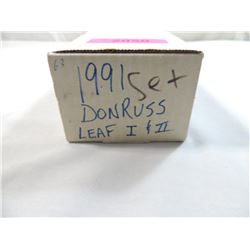 1991 Set
DONRUSS
LEAF I & II